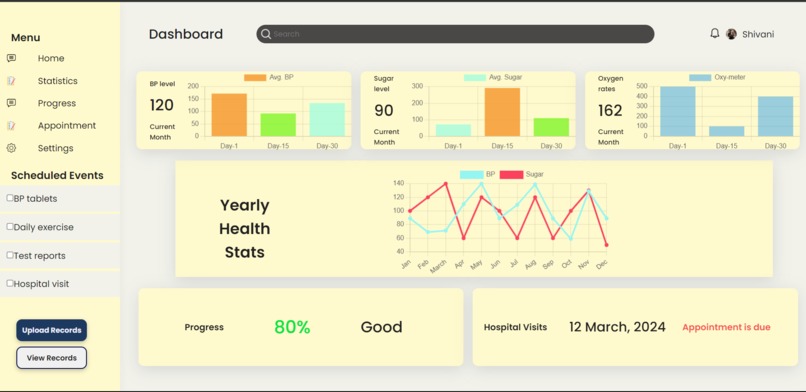 Menu
Home
Statistics
Progress
Appointment
Settings
Scheduled Events
BP tablets
Daily exercise
Test reports
Hospital visit
Upload Records
View Records
Dashboard
Search
Shivani
BP level
120
Current
Month
Avg. BP
200
150
100
50
0
Day-1 Day-15 Day-30
Sugar
level
90
Current
Month
Avg. Sugar
300
200
100
0
Day-1 Day-15 Day-30
Oxygen
rates
162
Current
Month
Oxy-meter
500
400
300
200
100
0
Day-1 Day-15 Day-30
Yearly
Health
Stats
BP Sugar
140
120
100
80
60
40
Jan Feb March Apr May Jun Jul Aug Sep Oct Nov Dec
Progress 80% Good
Hospital Visits 12 March, 2024 Appointment is due